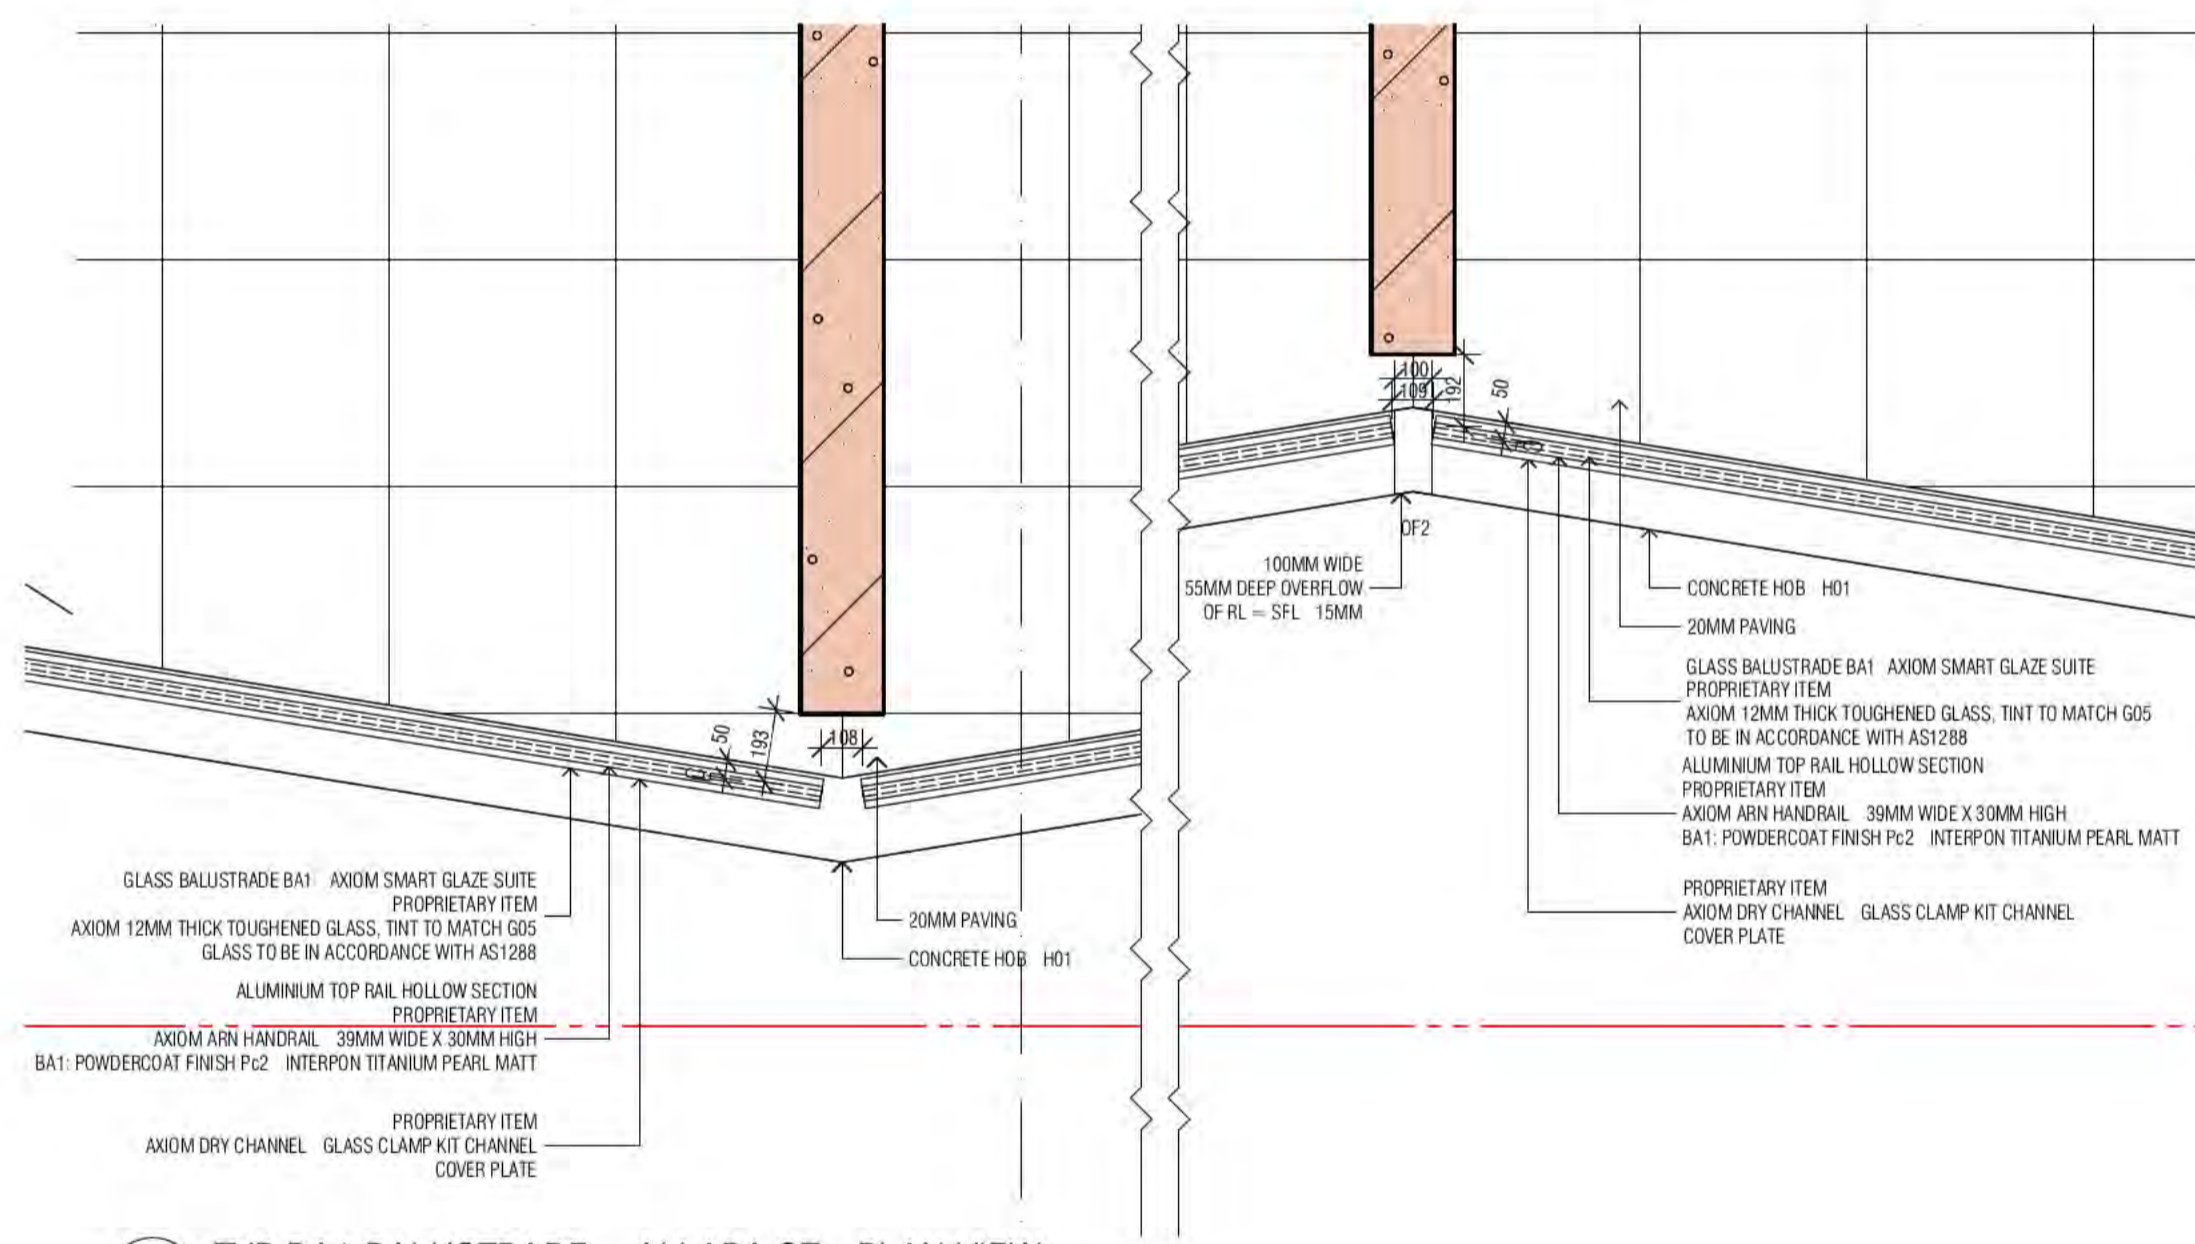 100
109
192
50
OF2
100MM WIDE
55MM DEEP OVERFLOW
OF RL = SFL 15MM
CONCRETE HOB H01
20MM PAVING
GLASS BALUSTRADE BA1 AXIOM SMART GLAZE SUITE
PROPRIETARY ITEM
AXIOM 12MM THICK TOUGHENED GLASS, TINT TO MATCH G05
TO BE IN ACCORDANCE WITH AS1288
ALUMINIUM TOP RAIL HOLLOW SECTION
PROPRIETARY ITEM
AXIOM ARN HANDRAIL 39MM WIDE X 30MM HIGH
BA1: POWDERCOAT FINISH Pc2 INTERPON TITANIUM PEARL MATT
PROPRIETARY ITEM
AXIOM DRY CHANNEL GLASS CLAMP KIT CHANNEL
COVER PLATE
50
193
108
GLASS BALUSTRADE BA1 AXIOM SMART GLAZE SUITE
PROPRIETARY ITEM
AXIOM 12MM THICK TOUGHENED GLASS, TINT TO MATCH G05
GLASS TO BE IN ACCORDANCE WITH AS1288
20MM PAVING
CONCRETE HOB H01
ALUMINIUM TOP RAIL HOLLOW SECTION
PROPRIETARY ITEM
AXIOM ARN HANDRAIL 39MM WIDE X 30MM HIGH
BA1: POWDERCOAT FINISH Pc2 INTERPON TITANIUM PEARL MATT
PROPRIETARY ITEM
AXIOM DRY CHANNEL GLASS CLAMP KIT CHANNEL
COVER PLATE